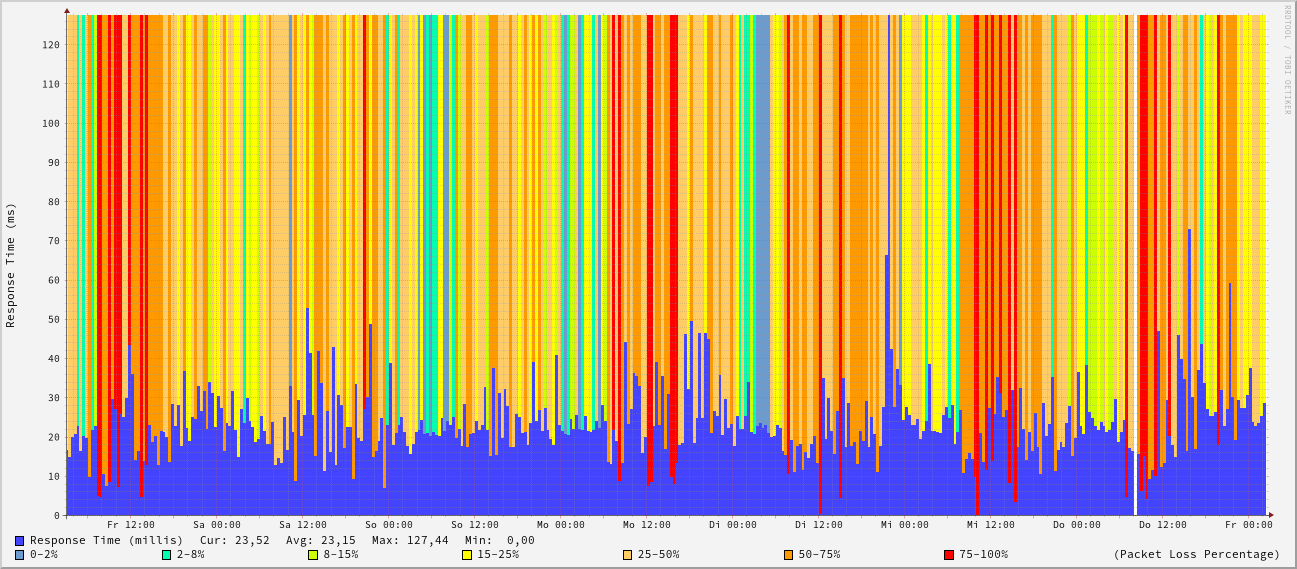 RRDTOOL / TOBI OETIKER
Response Time (ms)
120
110
100
90
80
70
60
50
40
30
20
10
0
Fr 12:00 Sa 00:00 Sa 12:00 So 00:00 So 12:00 Mo 00:00 Mo 12:00 Di 00:00 Di 12:00 Mi 00:00 Mi 12:00 Do 00:00 Do 12:00 Fr 00:00
Response Time (millis) Cur: 23,52 Avg: 23,15 Max: 127,44 Min: 0,00
0-2% 2-8% 8-15% 15-25% 25-50% 50-75% 75-100% (Packet Loss Percentage)